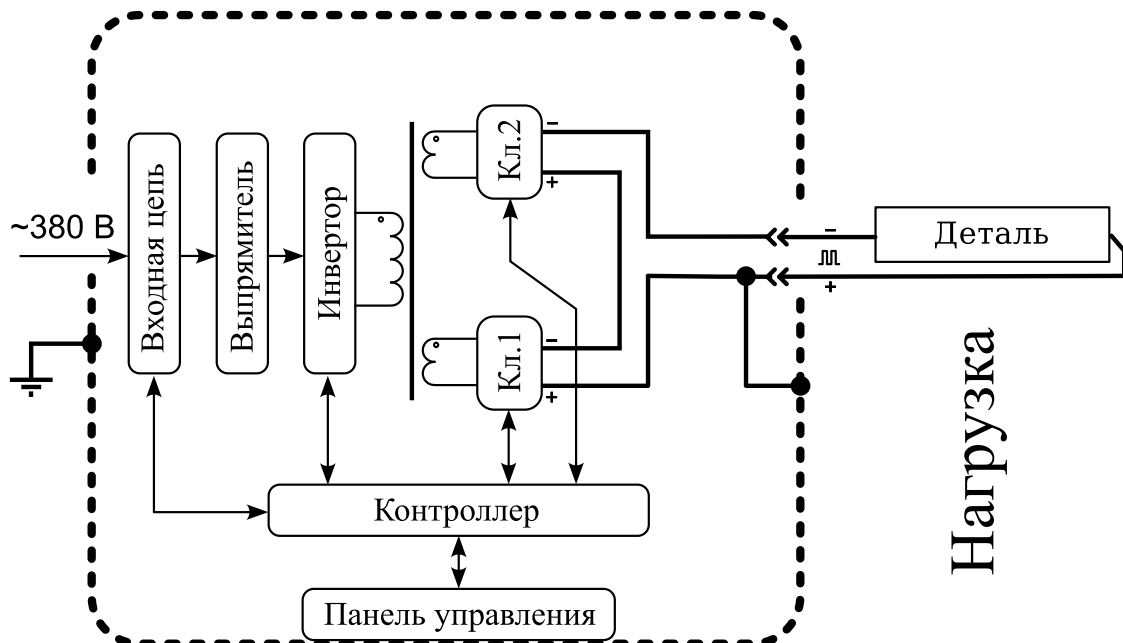 ~380 В
Входная цепь
Выпрямитель
Инвертор
Кл.2
-
+
Кл.1
-
+
-
+
Деталь
Нагрузка
Контроллер
Панель управления